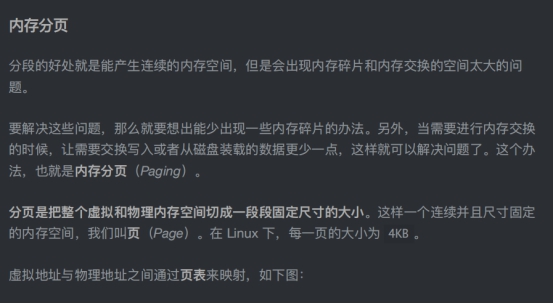 内存分页
分段的好处就是能产生连续的内存空间，但是会出现内存碎片和内存交换的空间太大的问
题。
要解决这些问题，那么就要想出能少出现一些内存碎片的办法。另外，当需要进行内存交换
的时候，让需要交换写入或者从磁盘装载的数据更少一点，这样就可以解决问题了。这个办
法，也就是内存分页（Paging）。
分页是把整个虚拟和物理内存空间切成一段段固定尺寸的大小。这样一个连续并且尺寸固定
的内存空间，我们叫页（Page）。在 Linux 下，每一页的大小为 4KB 。
虚拟地址与物理地址之间通过页表来映射，如下图：